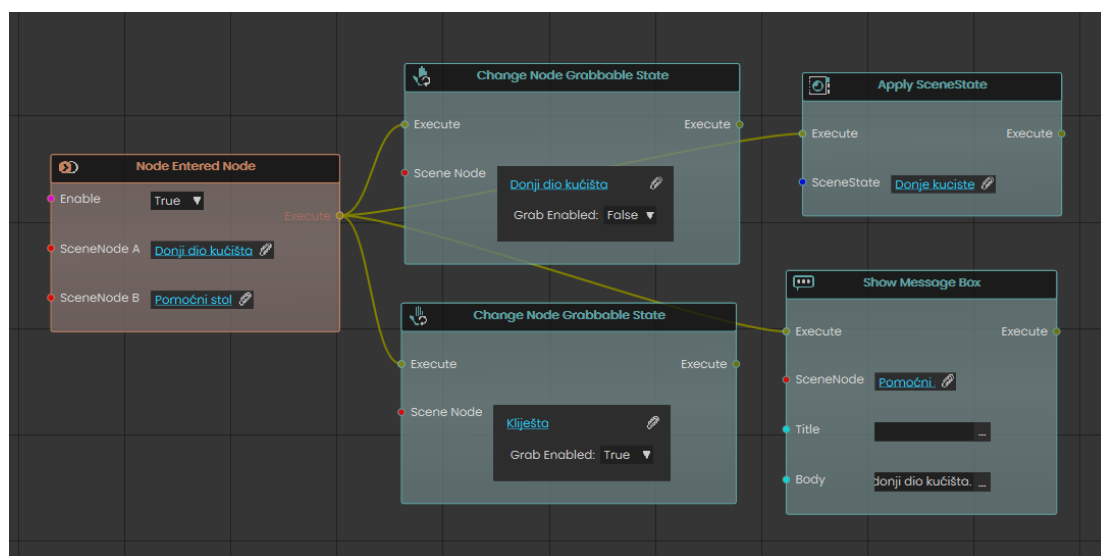 Node Entered Node
Enable True
Execute
SceneNode A Donji dio kućišta
SceneNode B Pomoćni stol
Change Node Grabbable State
Execute Execute
Scene Node Donji dio kućišta
Grab Enabled: False
Change Node Grabbable State
Execute Execute
Scene Node Kliješta
Grab Enabled: True
Apply SceneState
Execute Execute
SceneState Donje kuciste
Show Message Box
Execute Execute
SceneNode Pomoćni
Title ...
Body donji dio kućišta. ...